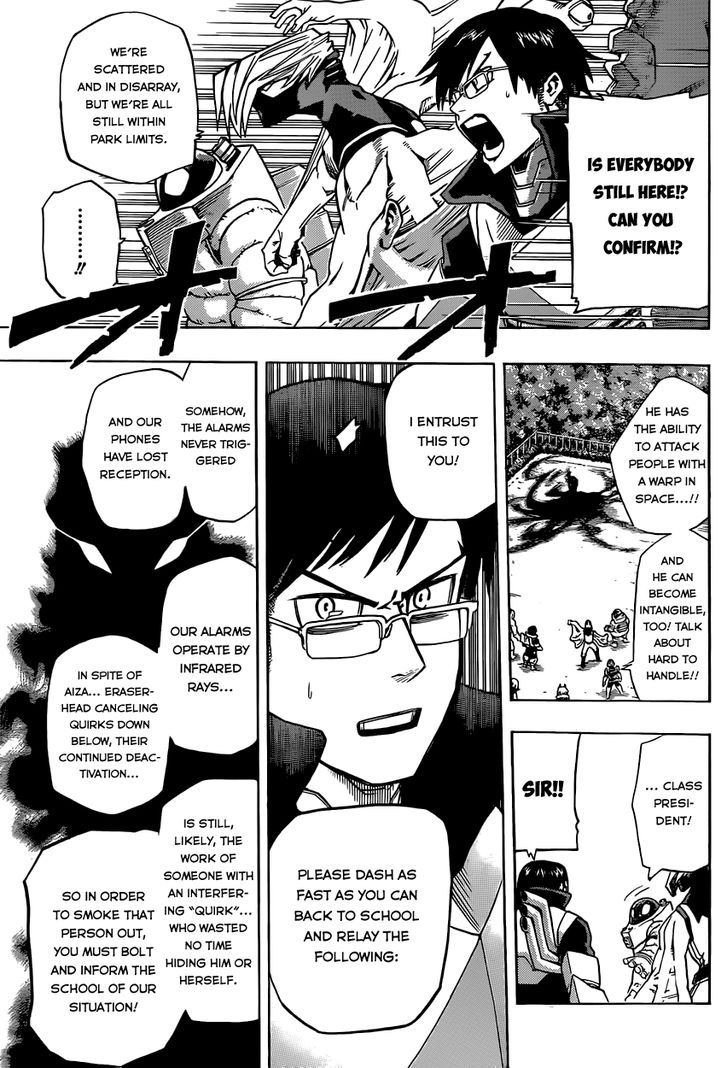 IS EVERYBODY
STILL HERE!?
CAN YOU
CONFIRM!?
WE'RE
SCATTERED
AND IN DISARRAY,
BUT WE'RE ALL
STILL WITHIN
PARK LIMITS.
.........
!!
オオ
HE HAS
THE ABILITY
TO ATTACK
PEOPLE WITH
A WARP IN
SPACE...!!
AND
HE CAN
BECOME
INTANGIBLE,
TOO! TALK
ABOUT
HARD TO
HANDLE!!
... CLASS
PRESI-
DENT!
SIR!!
I ENTRUST
THIS TO
YOU!
PLEASE DASH AS
FAST AS YOU CAN
BACK TO SCHOOL
AND RELAY THE
FOLLOWING:
SOMEHOW,
THE ALARMS
NEVER TRIG-
GERED
AND OUR
PHONES
HAVE LOST
RECEPTION.
OUR ALARMS
OPERATE BY
INFRARED
RAYS...
IN SPITE OF
AIZA... ERASER-
HEAD CANCELING
QUIRKS DOWN
BELOW, THEIR
CONTINUED DEAC-
TIVATION...
IS STILL,
LIKELY, THE
WORK OF
SOMEONE WITH
AN INTERFER-
ING "QUIRK"...
WHO WASTED
NO TIME
HIDING HIM OR
HERSELF.
SO IN ORDER
TO SMOKE THAT
PERSON OUT,
YOU MUST BOLT
AND INFORM THE
SCHOOL OF OUR
SITUATION!